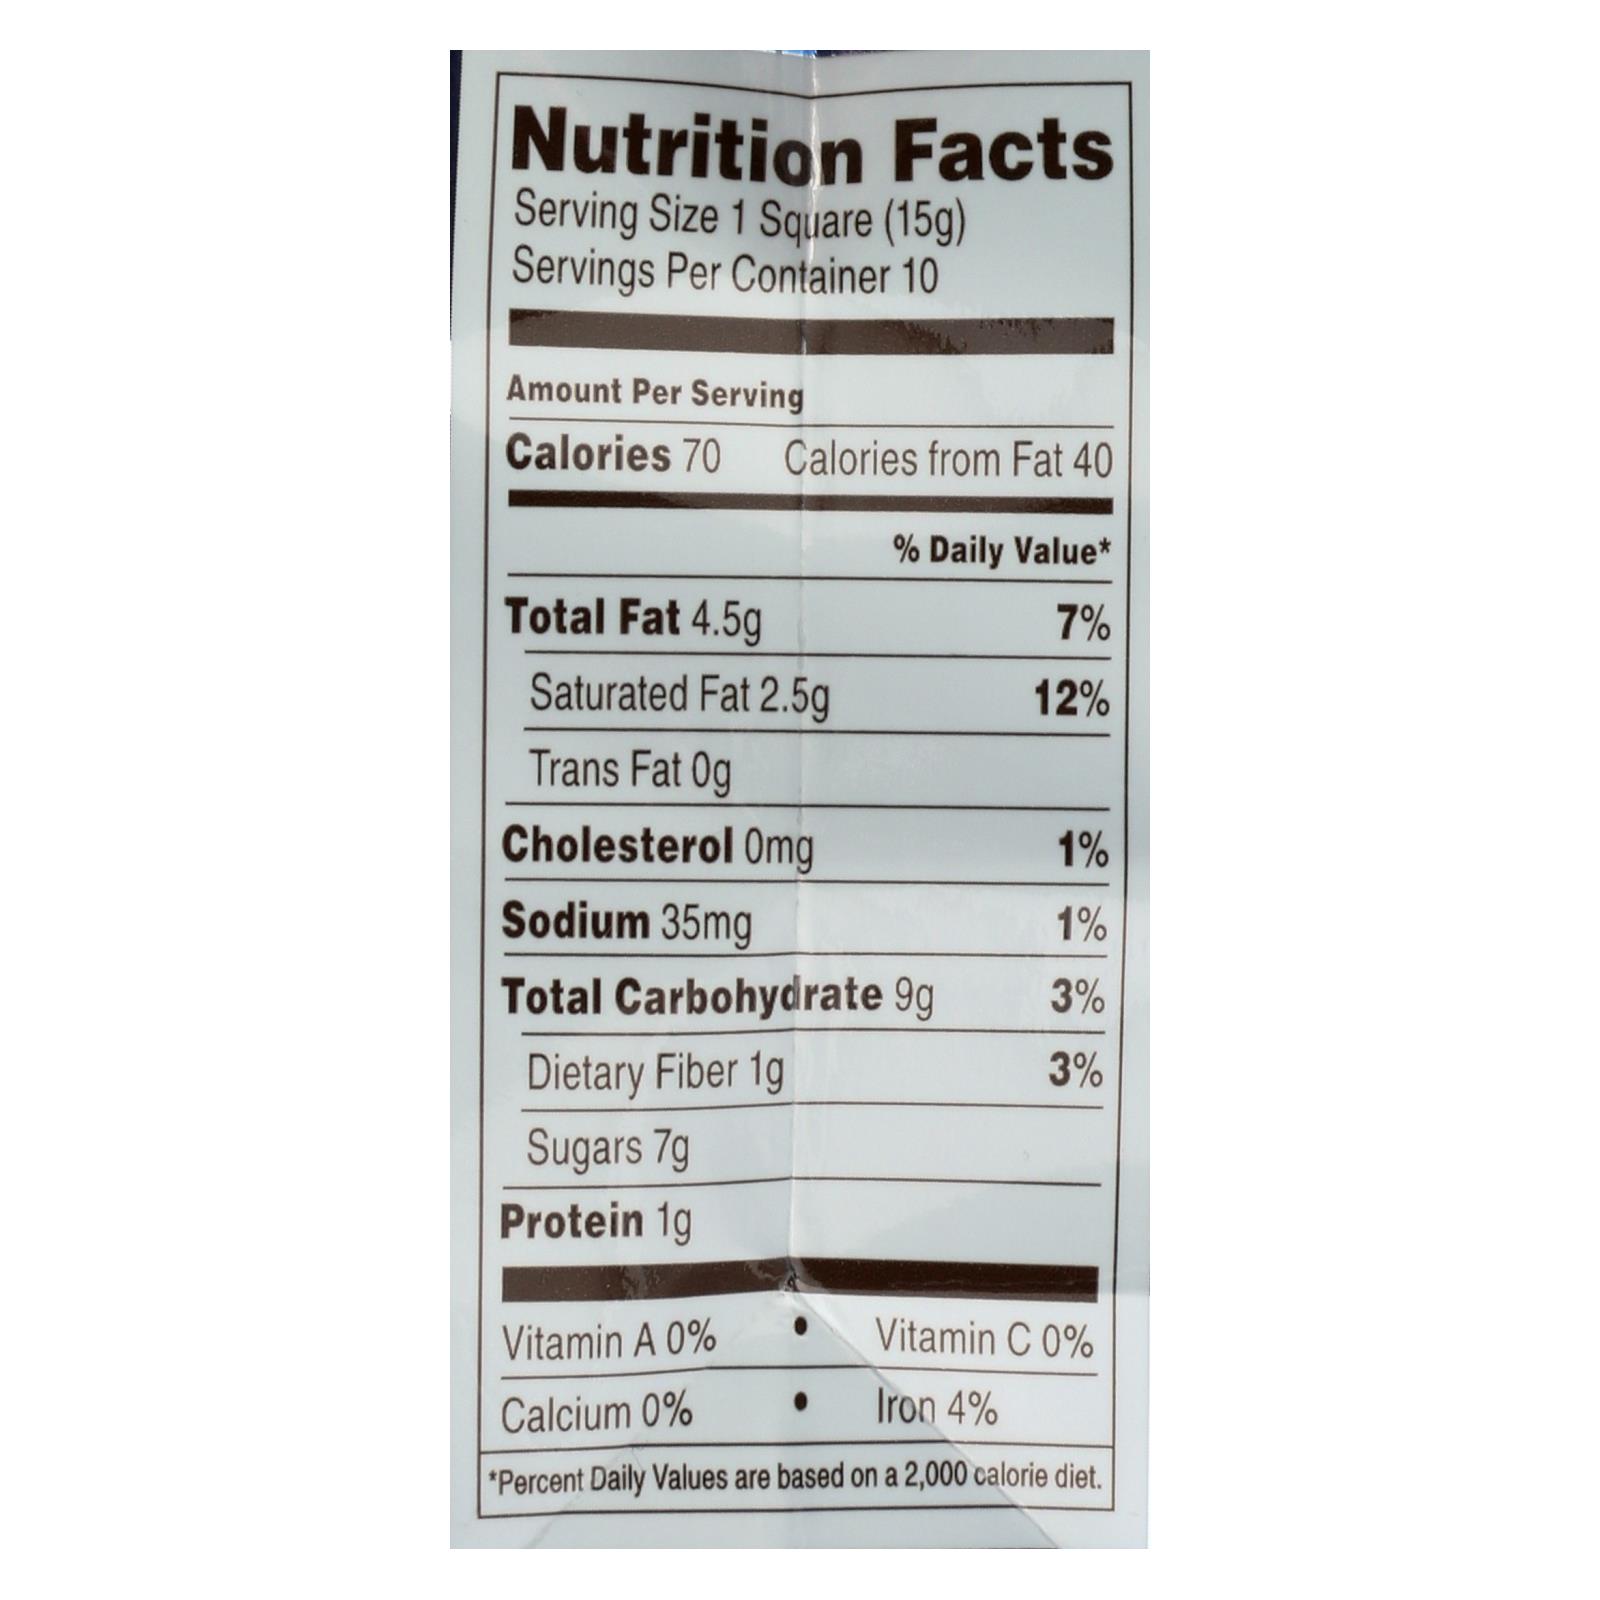 Nutrition Facts
Serving Size 1 Square (15g)
Servings Per Container 10
Amount Per Serving
Calories 70 Calories from Fat 40
% Daily Value*
Total Fat 4.5g 7%
Saturated Fat 2.5g 12%
Trans Fat 0g
Cholesterol 0mg 1%
Sodium 35mg 1%
Total Carbohydrate 9g 3%
Dietary Fiber 1g 3%
Sugars 7g
Protein 1g
Vitamin A 0% • Vitamin C 0%
Calcium 0% • Iron 4%
*Percent Daily Values are based on a 2,000 calorie diet.